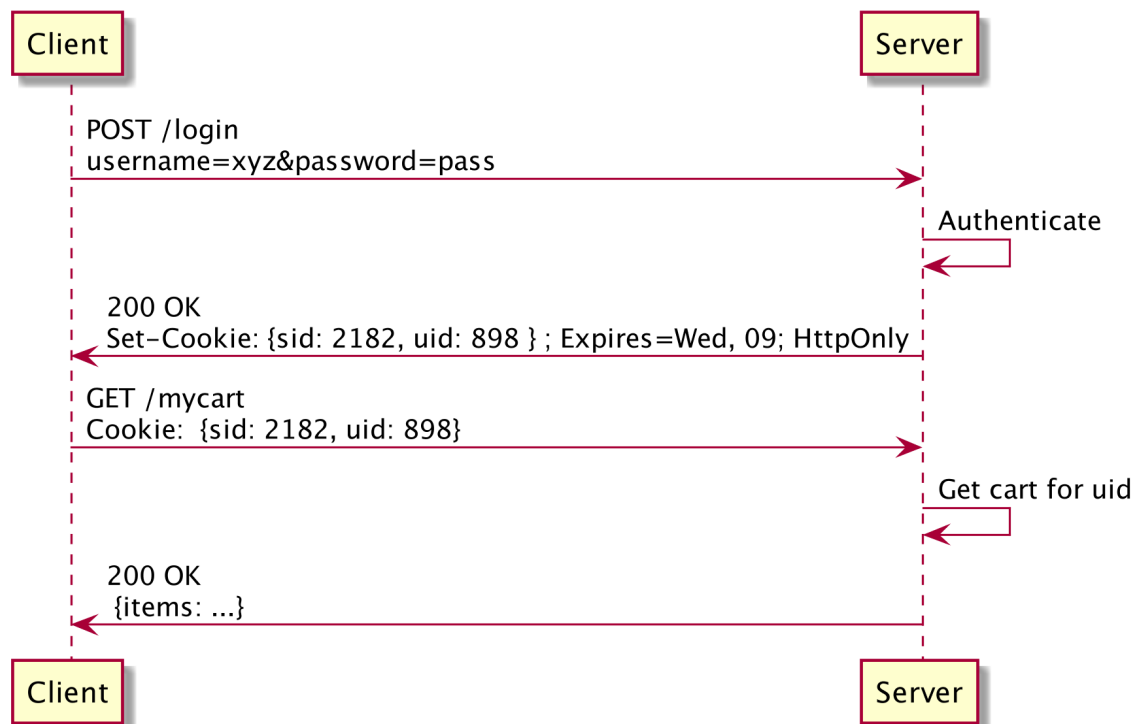 Client
Server
POST /login
username=xyz&password=pass
Authenticate
200 OK
Set-Cookie: {sid: 2182, uid: 898 } ; Expires=Wed, 09; HttpOnly
GET /mycart
Cookie:  {sid: 2182, uid: 898}
Get cart for uid
200 OK
{items: ...}
Client
Server